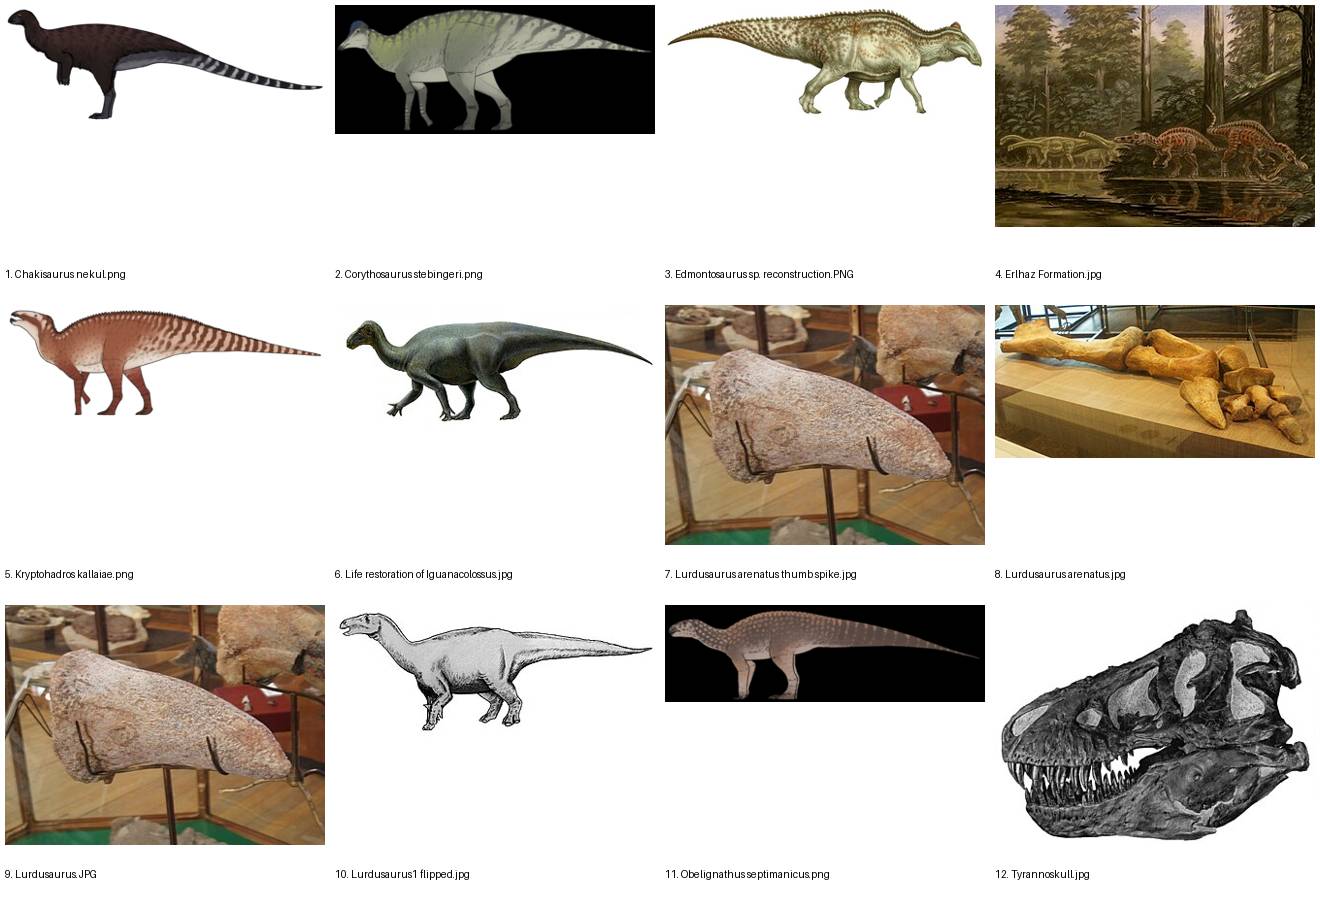 1. Chakisaurus nekul.png
2. Corythosaurus stebingeri.png
3. Edmontosaurus sp. reconstruction.PNG
4. Erlhaz Formation.jpg
5. Kryptohadros kallaiae.png
6. Life restoration of Iguanacolossus.jpg
7. Lurdusaurus arenatus thumb spike.jpg
8. Lurdusaurus arenatus.jpg
9. Lurdusaurus.JPG
10. Lurdusaurus1 flipped.jpg
11. Obelignathus septimanicus.png
12. Tyrannoskull.jpg